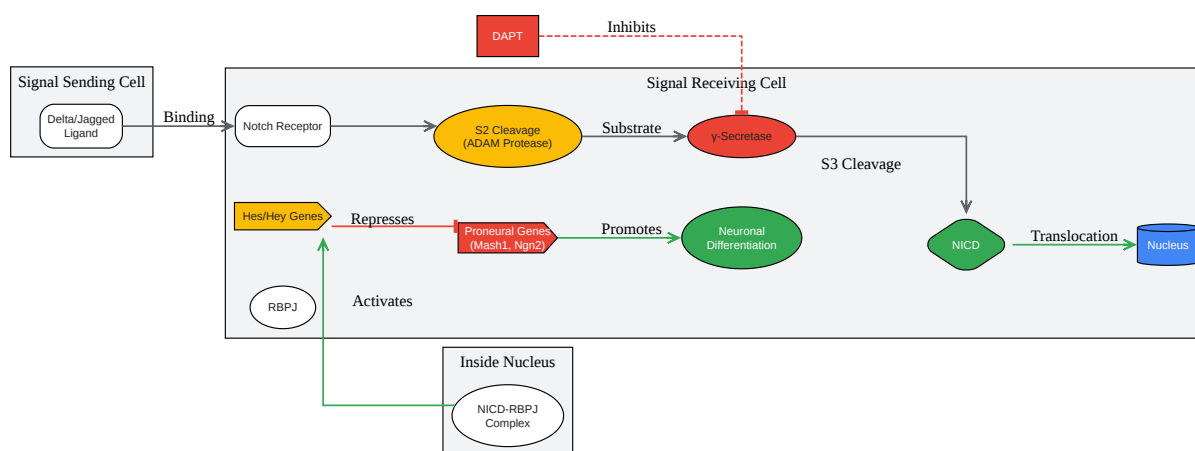 DAPT
Inhibits
Signal Sending Cell
Signal Receiving Cell
Delta/Jagged
Ligand
Binding
Notch Receptor
S2 Cleavage
(ADAM Protease)
Substrate
γ-Secretase
S3 Cleavage
Hes/Hey Genes
Represses
Proneural Genes
(Mash1, Ngn2)
Promotes
Neuronal
Differentiation
NICD
Translocation
Nucleus
RBPJ
Activates
Inside Nucleus
NICD-RBPJ
Complex